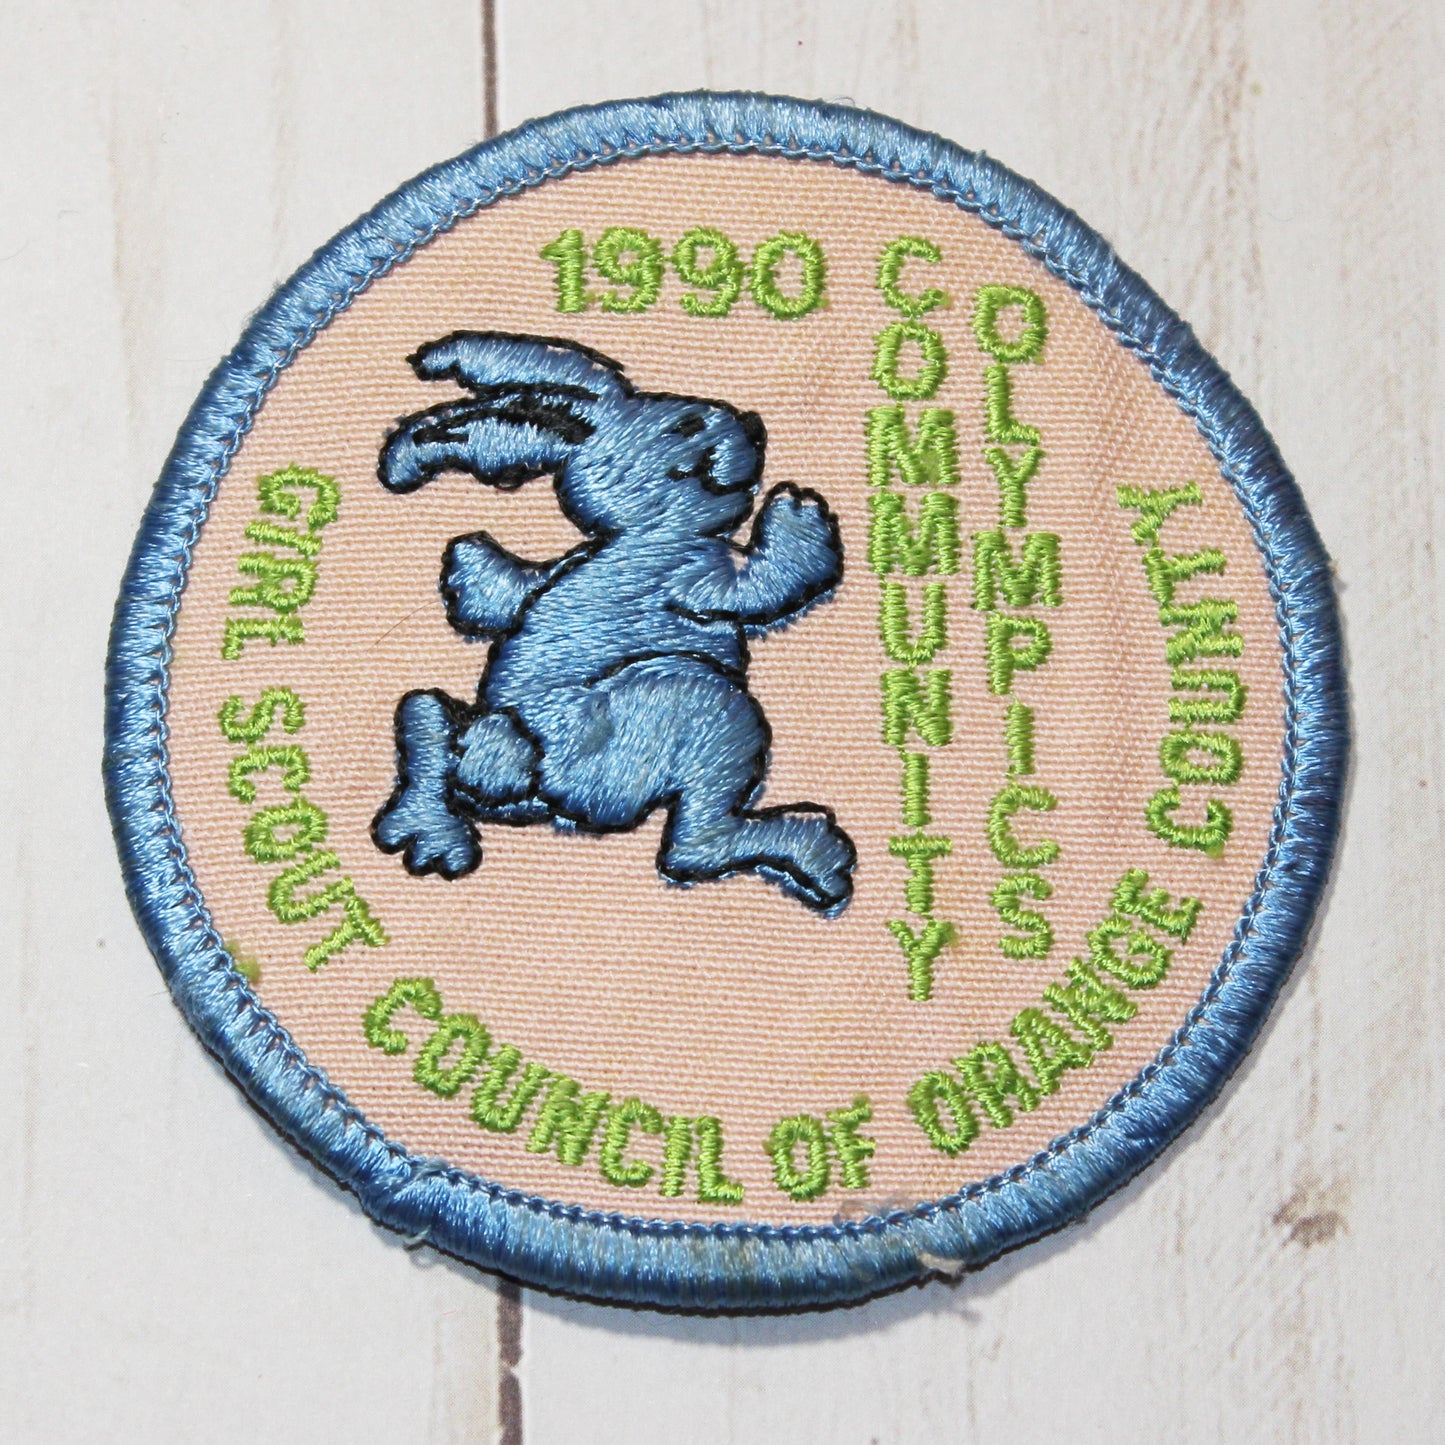 1990
COMMUNITY
OLYMPICS
GIRL SCOUT COUNCIL OF ORANGE COUNTY